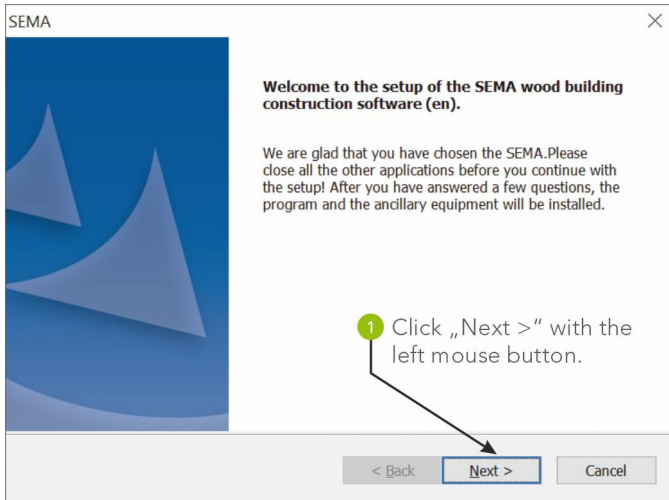 SEMA
Welcome to the setup of the SEMA wood building
construction software (en).
We are glad that you have chosen the SEMA.Please
close all the other applications before you continue with
the setup! After you have answered a few questions, the
program and the ancillary equipment will be installed.
1 Click „Next >“ with the
left mouse button.
< Back Next > Cancel